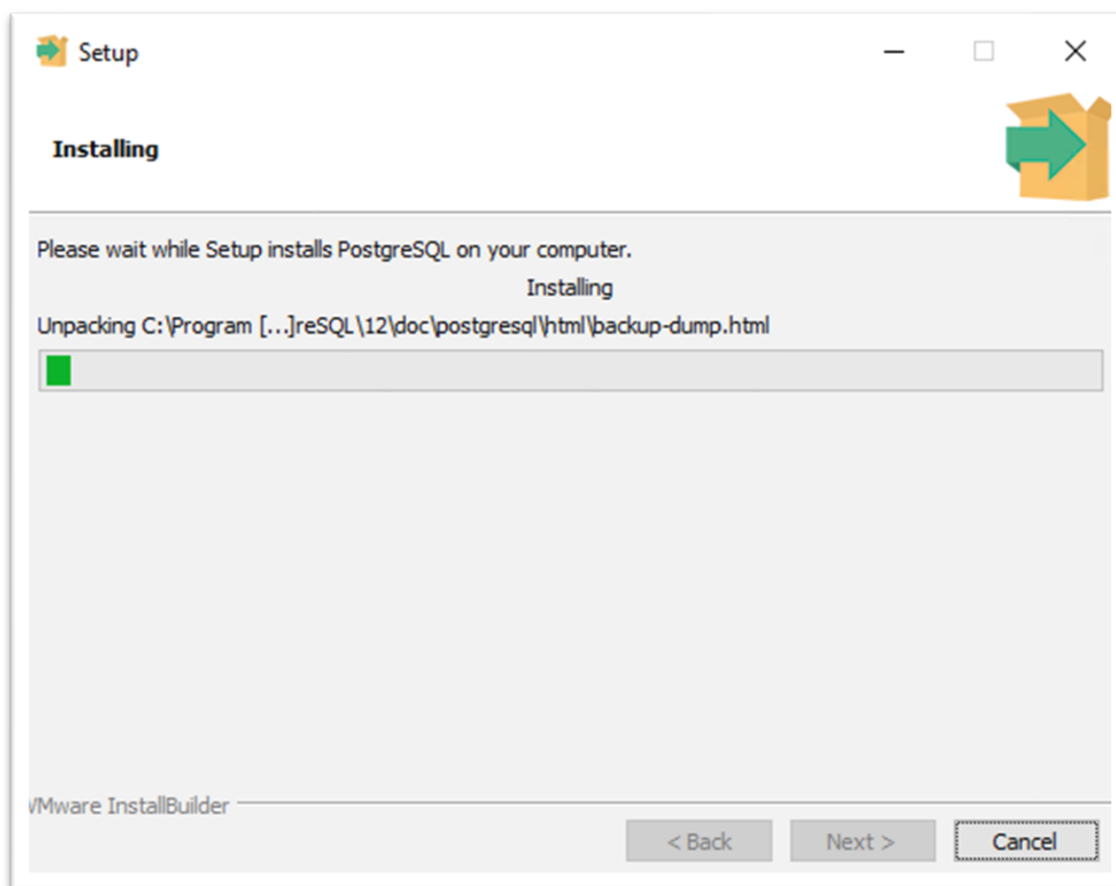 Setup
Installing
Please wait while Setup installs PostgreSQL on your computer.
Installing
Unpacking C:\Program [...]reSQL\12\doc\postgresql\html\backup-dump.html
VMware InstallBuilder
< Back
Next >
Cancel